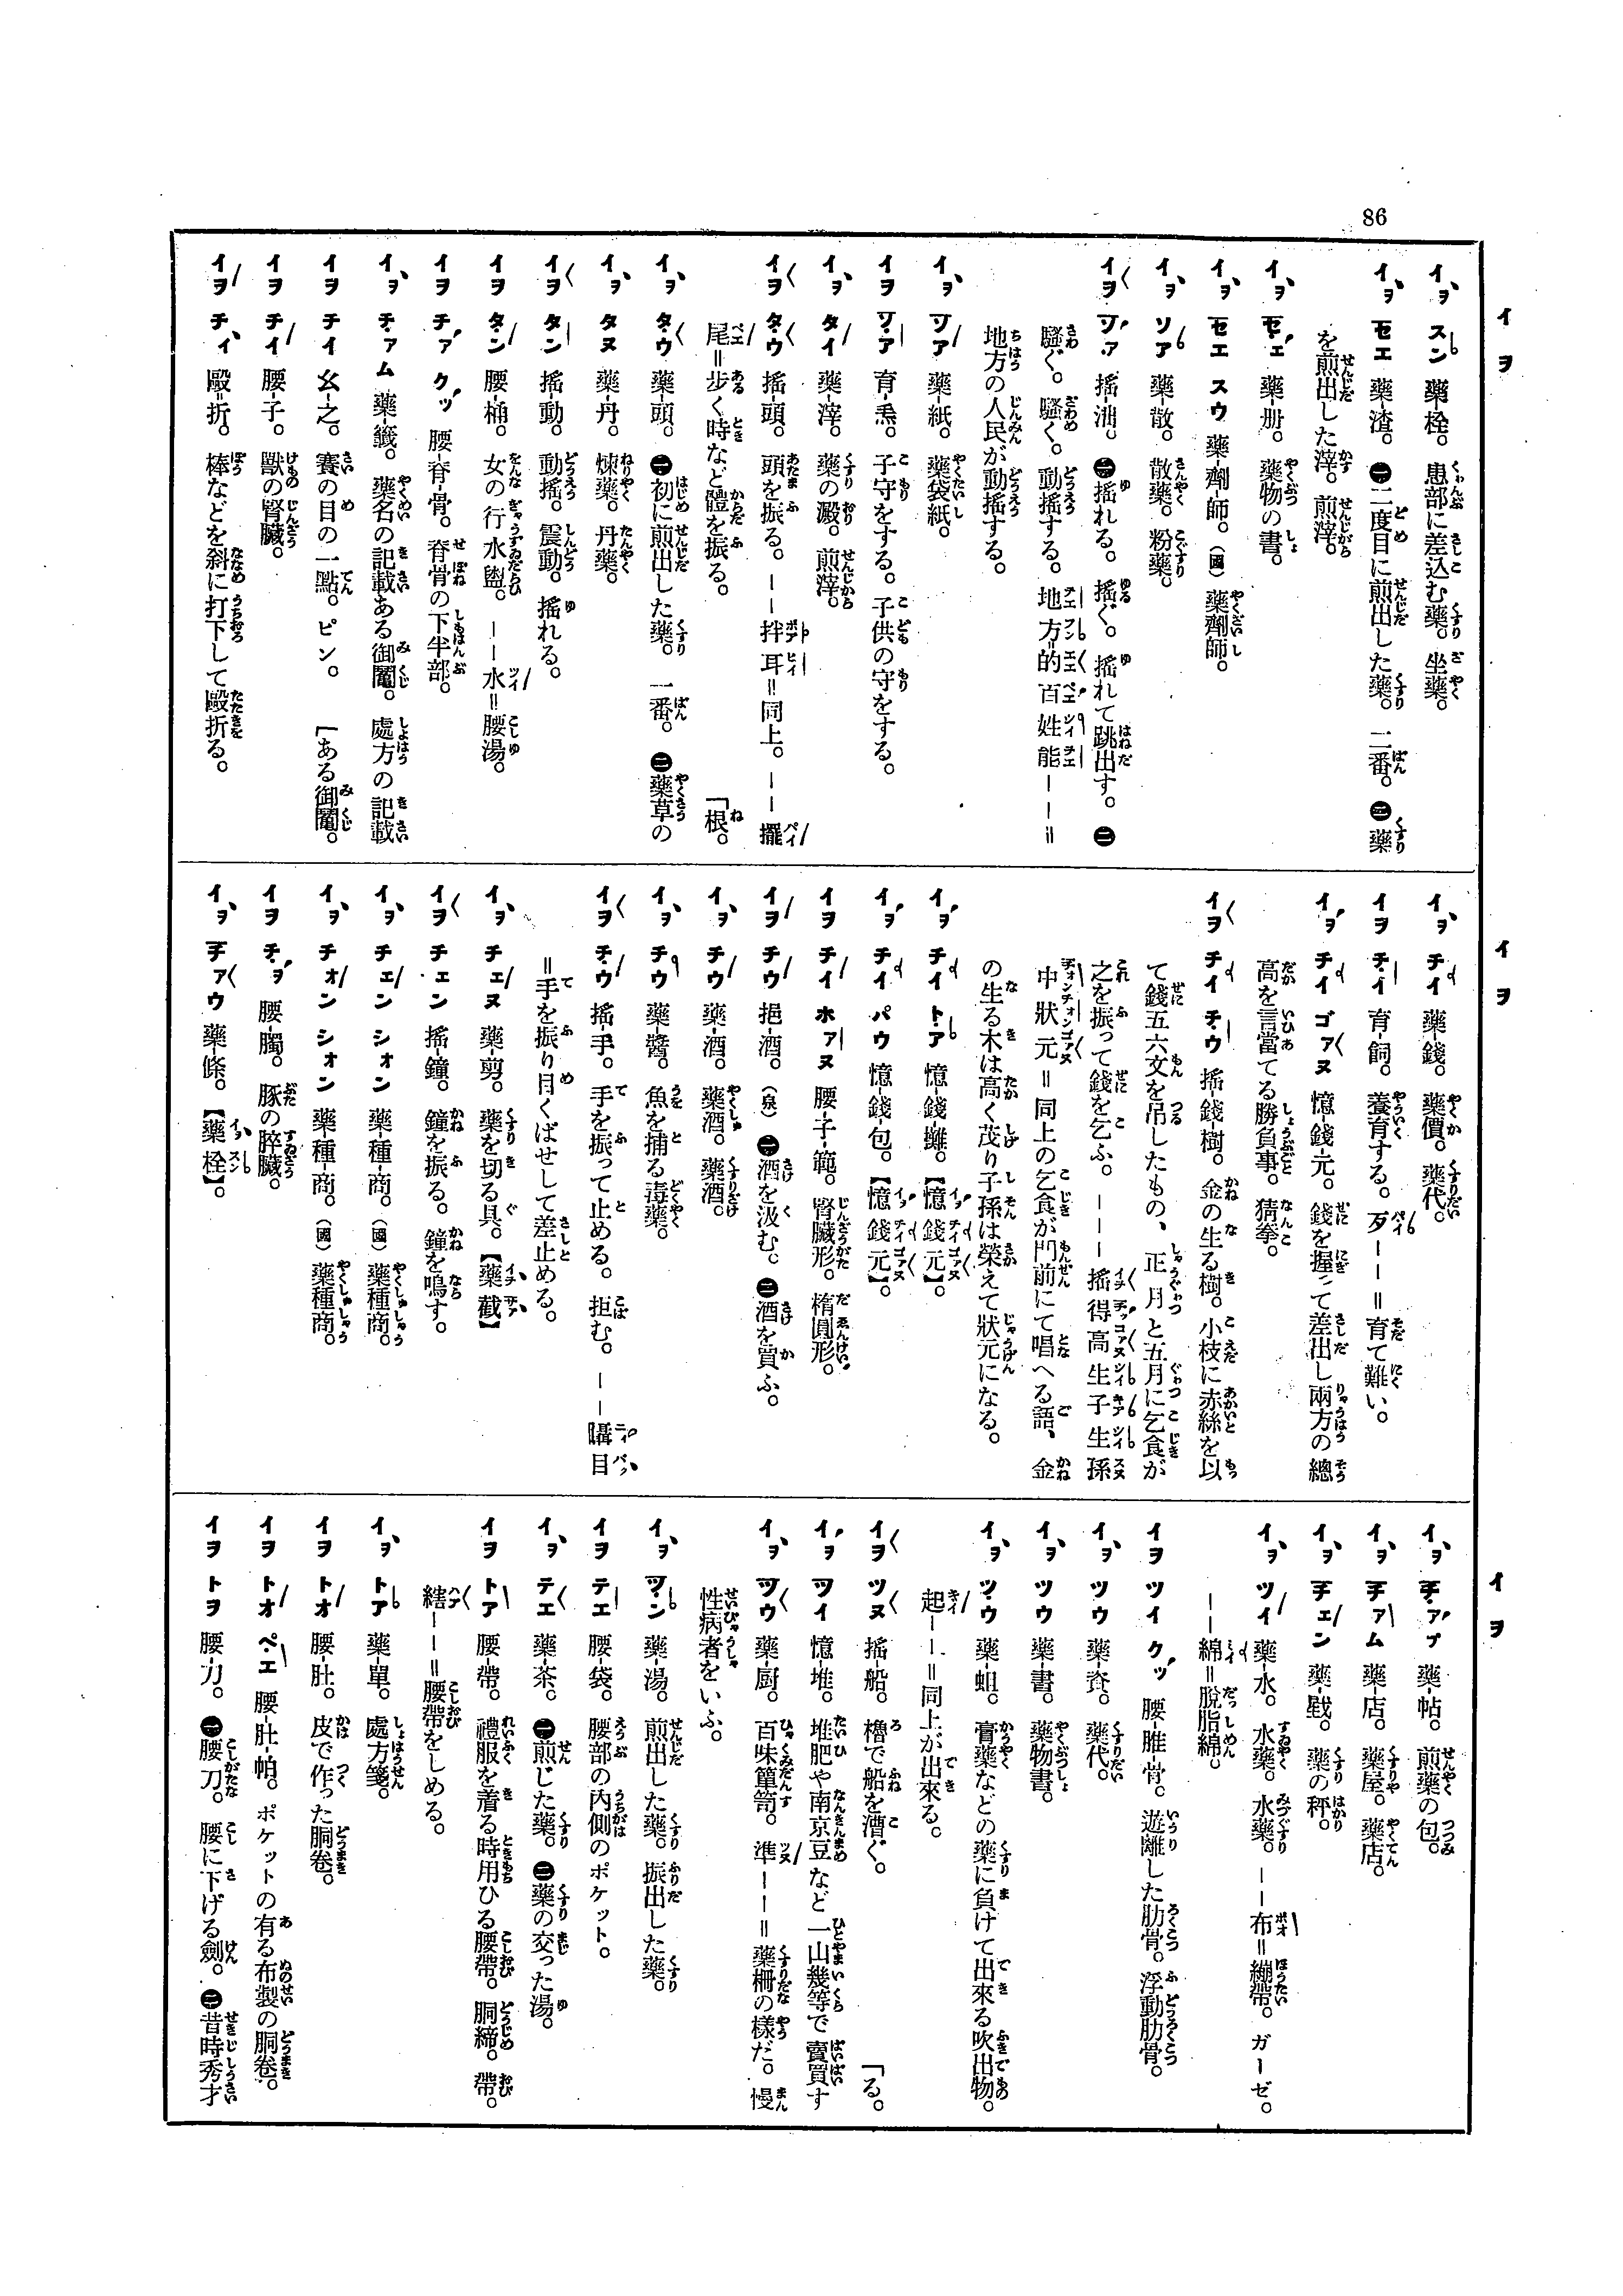 86
イヲ
イヲ スン 藥-栓。患部に差込む藥。坐藥。
イヲ セエ 藥-渣。㊀二度目に煎出した藥。二番。㊁藥
を煎出した滓。煎滓。
イヲ セェ 藥-册。藥物の書。
イヲ セエ スウ 藥-劑-師。(國)藥劑師。
イヲ ソア 藥-散。散藥。粉藥。
イヲ ソァ 搖-泏。㊀搖れる。搖ぐ。搖れて跳出す。㊁
騷ぐ。騷く。動搖する。地方的百姓能――＝
地方の人民が動搖する。
イヲ ソア 藥-紙。藥袋紙。
イヲ ソア 育-𤆬。子守をする。子供の守をする。
イヲ タイ 藥-滓。藥の澱。煎滓。
イヲ タウ 搖-頭。頭を振る。――拌耳＝同上。――擺
尾＝步く時など體を振る。
イヲ タウ 藥-頭。㊀初に煎出した藥。一番。㊁藥草の
「根。
イヲ タヌ 藥-丹。煉藥。丹藥。
イヲ タン 搖-動。動搖。震動。搖れる。
イヲ タン 腰-桶。女の行水盥。――水＝腰湯。
イヲ チァ クッ 腰-脊-骨。脊骨の下半部。
イヲ チァム 藥-籤。藥名の記載ある御鬮。處方の記載
「ある御鬮。
イヲ チイ 幺-之。賽の目の一點。ピン。
イヲ チイ 腰-子。獸の腎臟。
イヲ チィ 毆-折。棒などを斜に打下して毆折る。
イヲ
イヲ チイ 藥-錢。藥價。藥代。
イヲ チイ 育-飼。養育する。歹――＝育て難い。
イヲ チイ ゴァヌ 憶-錢-元。錢を握って差出し兩方の總
高を言當てる勝負事。猜拳。
イヲ チイ チウ 搖-錢-樹。金の生る樹。小枝に赤絲を以
て錢五六文を吊したもの、正月と五月に乞食が
之を振って錢を乞ふ。―――搖得高生子生孫
中狀元＝同上の乞食が門前にて唱へる語、金
の生る木は高く茂り子孫は榮えて狀元になる。
イヲ チイ トア 憶-錢-攤。【憶錢元】。
イヲ チイ パウ 憶-錢-包。【憶錢元】。
イヲ チイ ホァヌ 腰-子-範。腎臟形。橢圓形。
イヲ チウ 挹-酒。(泉)㊀酒を汲む。㊁酒を買ふ。
イヲ チウ 藥-酒。藥酒。藥酒。
イヲ チウ 藥-醬。魚を捕る毒藥。
イヲ チウ 搖-手。手を振って止める。拒む。――囁目
＝手を振り目くばせして差止める。
イヲ チェヌ 藥-剪。藥を切る具。【藥截】
イヲ チェン 搖-鐘。鐘を振る。鐘を鳴す。
イヲ チェン シォン 藥-種-商。(國)藥種商。
イヲ チォン シォン 藥-種-商。(國)藥種商。
イヲ チヲ 腰-臅。豚の膵臟。
イヲ チァウ 藥-條。【藥栓】。
イヲ
イヲ チァプ 藥-帖。煎藥の包。
イヲ チァム 藥-店。藥屋。藥店。
イヲ チェン 藥-戥。藥の秤。
イヲ ツイ 藥-水。水藥。水藥。――布＝繃帶。ガーゼ。
――綿＝脫脂綿。
イヲ ツイ クッ 腰-脽-骨。遊離した肋骨。浮動肋骨。
イヲ ツウ 藥-資。藥代。
イヲ ツウ 藥-書。藥物書。
イヲ ツウ 藥-蛆。膏藥などの藥に負けて出來る吹出物。
起――＝同上が出來る。
イヲ ツヌ 搖-船。櫓で船を漕ぐ。
「る。
イヲ ツイ 憶-堆。堆肥や南京豆など一山幾等で賣買す
イヲ ツウ 藥-厨。百味簞笥。準――＝藥柵の樣だ。慢
性病者をいふ。
イヲ ツン 藥-湯。煎出した藥。振出した藥。
イヲ テエ 腰-袋。腰部の內側のポケット。
イヲ テエ 藥-茶。㊀煎じた藥。㊁藥の交った湯。
イヲ トア 腰-帶。禮服を着る時用ひる腰帶。胴締。帶。
縖――＝腰帶をしめる。
イヲ トア 藥-單。處方箋。
イヲ トオ 腰-肚。皮で作った胴卷。
イヲ トオ ペエ 腰-肚-帕。ポケットの有る布製の胴卷。
イヲ トヲ 腰-刀。㊀腰刀。腰に下げる劍。㊁昔時秀才